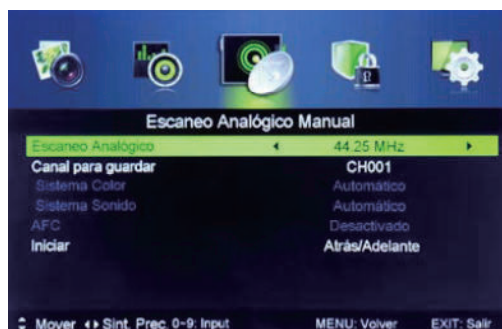 Escaneo Analógico Manual
Escaneo Analógico 44.25 MHz
Canal para guardar CH001
Sistema Color Automático
Sistema Sonido Automático
AFC Desactivado
Iniciar Atrás/Adelante
Mover Sint. Prec. 0~9: Input MENU: Volver EXIT: Salir